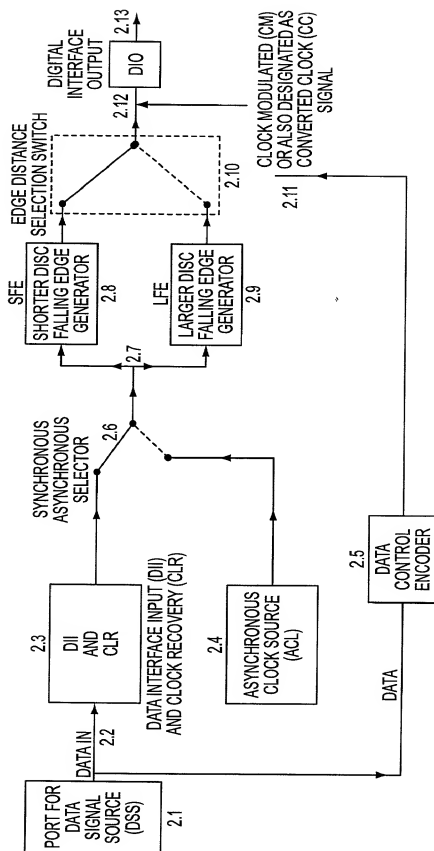 PORT FOR
DATA
SIGNAL
SOURCE
(DSS)
2.1
DATA IN
2.2
2.3
DII
AND
CLR
DATA INTERFACE INPUT (DII)
AND CLOCK RECOVERY (CLR)
2.4
ASYNCHRONOUS
CLOCK SOURCE
(ACL)
DATA
2.5
DATA
CONTROL
ENCODER
SYNCHRONOUS
ASYNCHRONOUS
SELECTOR
2.6
2.7
SFE
SHORTER DISC
FALLING EDGE
GENERATOR
2.8
LFE
LARGER DISC
FALLING EDGE
GENERATOR
2.9
EDGE DISTANCE
SELECTION SWITCH
2.10
2.11
CLOCK MODULATED (CM)
OR ALSO DESIGNATED AS
CONVERTED CLOCK (CC)
SIGNAL
DIGITAL
INTERFACE
OUTPUT
DIO
2.12
2.13